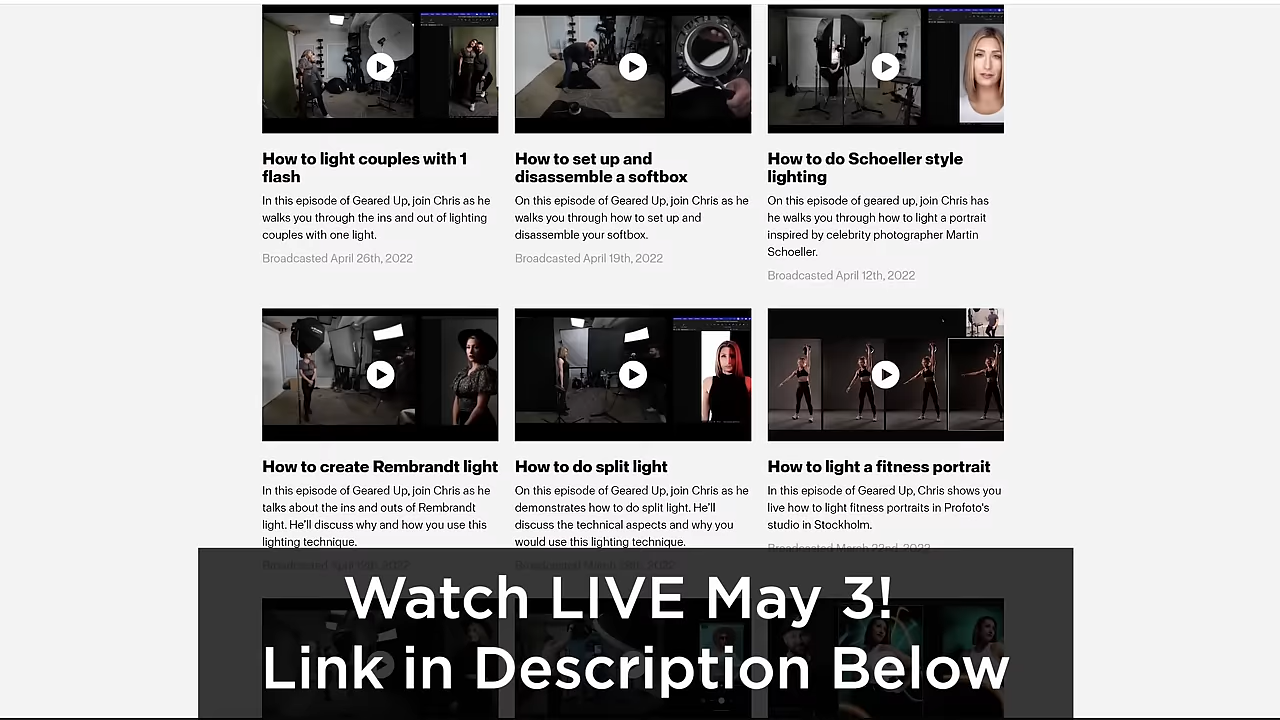 How to light couples with 1
flash
In this episode of Geared Up, join Chris as he
walks you through the ins and out of lighting
couples with one light.
Broadcasted April 26th, 2022
How to set up and
disassemble a softbox
On this episode of Geared Up, join Chris as he
walks you through how to set up and
disassemble your softbox.
Broadcasted April 19th, 2022
How to do Schoeller style
lighting
On this episode of geared up, join Chris has
he walks you through how to light a portrait
inspired by celebrity photographer Martin
Schoeller.
Broadcasted April 12th, 2022
How to create Rembrandt light
In this episode of Geared Up, join Chris as he
talks about the ins and outs of Rembrandt
light. He'll discuss why and how you use this
lighting technique.
How to do split light
On this episode of Geared Up, join Chris as he
demonstrates how to do split light. He'll
discuss the technical aspects and why you
would use this lighting technique.
How to light a fitness portrait
In this episode of Geared Up, Chris shows you
live how to light fitness portraits in Profoto's
studio in Stockholm.
Broadcasted March 22nd, 2022
Watch LIVE May 3!
Link in Description Below